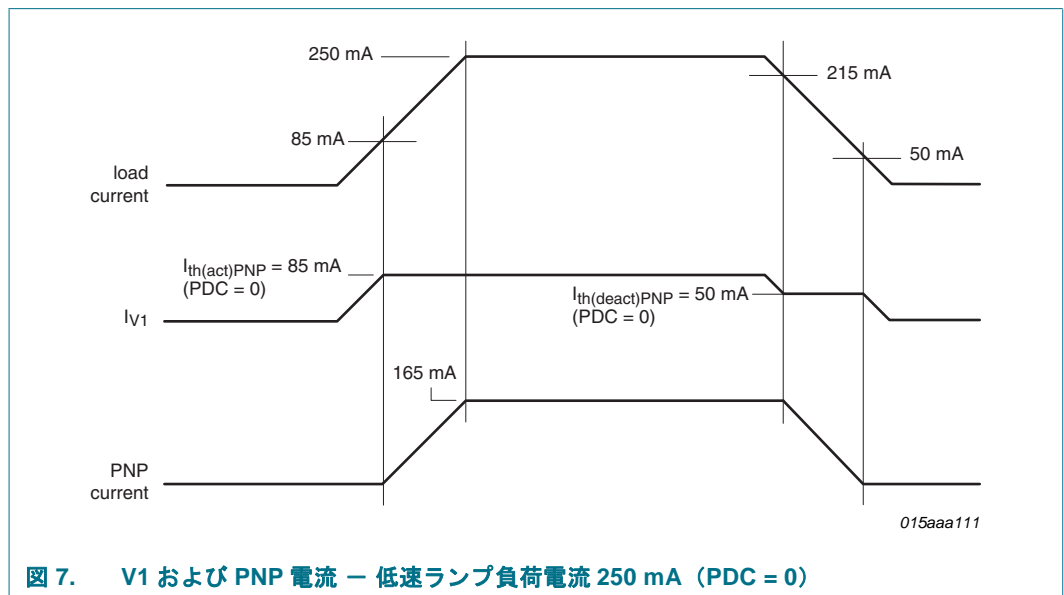 250 mA
215 mA
85 mA
50 mA
load
current
Ith(act)PNP = 85 mA
(PDC = 0)
Ith(deact)PNP = 50 mA
(PDC = 0)
IV1
165 mA
PNP
current
015aaa111
図 7. V1 および PNP 電流 － 低速ランプ負荷電流 250 mA（PDC = 0）